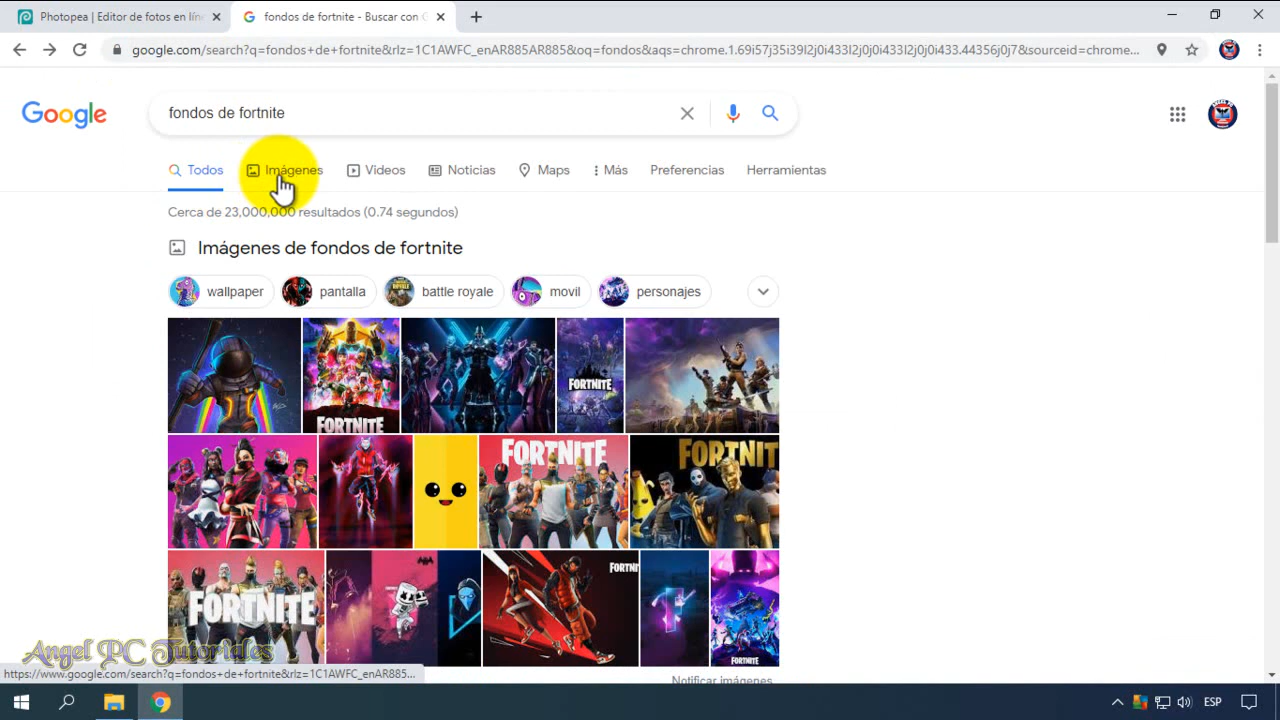 Photopea | Editor de fotos en lín
fondos de fortnite - Buscar con G
google.com/search?q=fondos+de+fortnite&rlz=1C1AWFC_enAR885AR885&oq=fondos&aqs=chrome.1.69i57j35i39l2j0i433l2j0j0i433.44356j0j7&sourceid=chrome...
Google
fondos de fortnite
Todos
Imágenes
Videos
Noticias
Maps
Más
Preferencias
Herramientas
Cerca de 23,000,000 resultados (0.74 segundos)
Imágenes de fondos de fortnite
wallpaper
pantalla
battle royale
movil
personajes
FORTNITE
FORTNITE
FORTNITE
FORTNIT
FORTNITE
FORTNI
FORTNITE
Angel PC Tutoriales
https://www.google.com/search?q=fondos+de+fortnite&rlz=1C1AWFC_enAR885...
Notificar imágenes
ESP